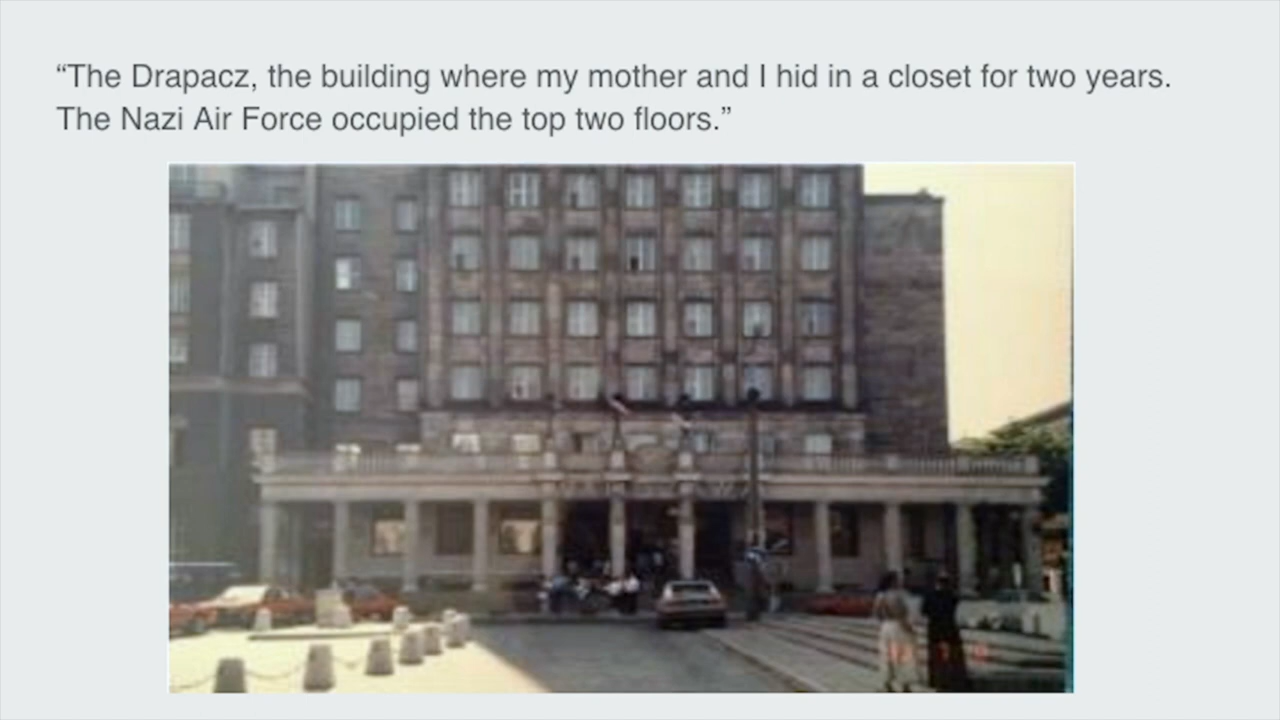 “The Drapacz, the building where my mother and I hid in a closet for two years.
The Nazi Air Force occupied the top two floors.”